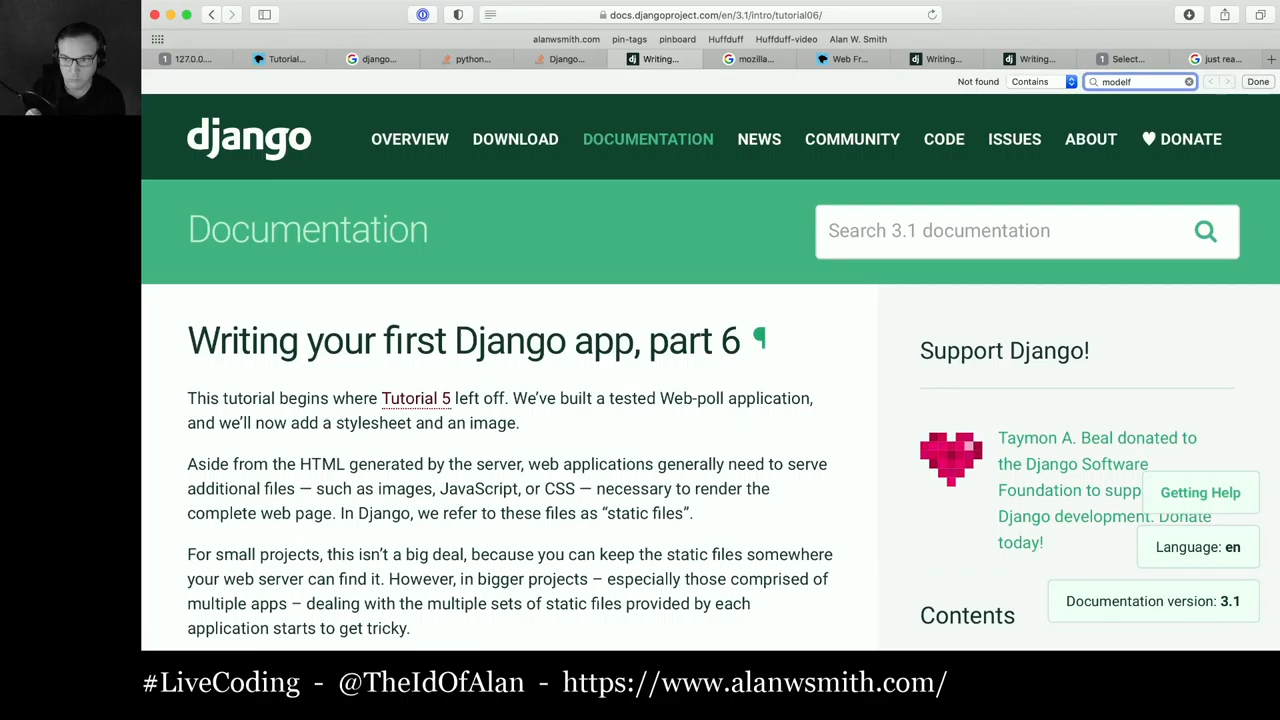 docs.djangoproject.com/en/3.1/intro/tutorial06/
alanwsmith.com pin-tags pinboard Huffduff Huffduff-video Alan W. Smith
1 127.0.0.... Tutorial... django... python... Django... dj Writing... mozilla... Web Fr... dj Writing... dj Writing... 1 Select... just rea...
Not found Contains modelf Done
django OVERVIEW DOWNLOAD DOCUMENTATION NEWS COMMUNITY CODE ISSUES ABOUT ♥ DONATE
Documentation
Search 3.1 documentation
Writing your first Django app, part 6 ¶
This tutorial begins where Tutorial 5 left off. We’ve built a tested Web-poll application,
and we’ll now add a stylesheet and an image.
Aside from the HTML generated by the server, web applications generally need to serve
additional files — such as images, JavaScript, or CSS — necessary to render the
complete web page. In Django, we refer to these files as “static files”.
For small projects, this isn’t a big deal, because you can keep the static files somewhere
your web server can find it. However, in bigger projects – especially those comprised of
multiple apps – dealing with the multiple sets of static files provided by each
application starts to get tricky.
Support Django!
Taymon A. Beal donated to
the Django Software
Foundation to supp
Django development. Donate
today!
Getting Help
Language: en
Documentation version: 3.1
Contents
#LiveCoding - @TheIdOfAlan - https://www.alanwsmith.com/